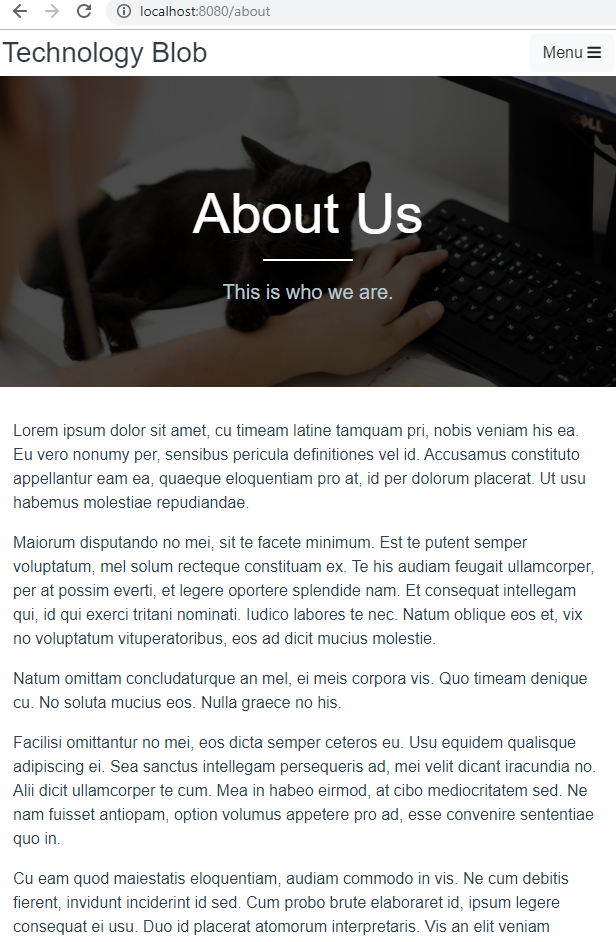 localhost:8080/about
Technology Blob
Menu
DELL
About Us
This is who we are.
Lorem ipsum dolor sit amet, cu timeam latine tamquam pri, nobis veniam his ea.
Eu vero nonumy per, sensibus pericula definitiones vel id. Accusamus constituto
appellantur eam ea, quaeque eloquentiam pro at, id per dolorum placerat. Ut usu
habemus molestiae repudiandae.
Maiorum disputando no mei, sit te facete minimum. Est te putent semper
voluptatum, mel solum recteque constituam ex. Te his audiam feugait ullamcorper,
per at possim everti, et legere oportere splendide nam. Et consequat intellegam
qui, id qui exerci tritani nominati. Iudico labores te nec. Natum oblique eos et, vix
no voluptatum vituperatoribus, eos ad dicit mucius molestie.
Natum omittam concludaturque an mel, ei meis corpora vis. Quo timeam denique
cu. No soluta mucius eos. Nulla graece no his.
Facilisi omittantur no mei, eos dicta semper ceteros eu. Usu equidem qualisque
adipiscing ei. Sea sanctus intellegam persequeris ad, mei velit dicant iracundia no.
Alii dicit ullamcorper te cum. Mea in habeo eirmod, at cibo mediocritatem sed. Ne
nam fuisset antiopam, option volumus appetere pro ad, esse convenire sententiae
quo in.
Cu eam quod maiestatis eloquentiam, audiam commodo in vis. Ne cum debitis
fierent, invidunt inciderint id sed. Cum probo brute elaboraret id, ipsum legere
consequat ei usu. Duo id placerat atomorum interpretaris. Vis an elit veniam